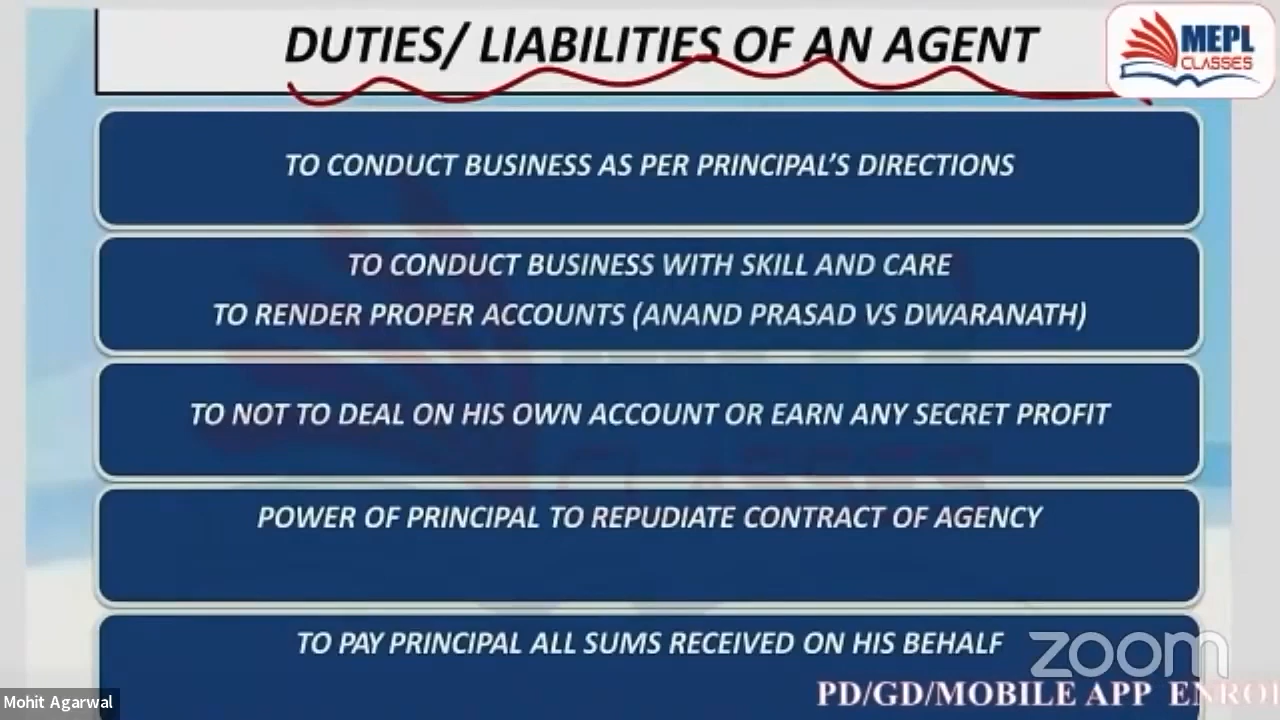 DUTIES/ LIABILITIES OF AN AGENT
MEPL
CLASSES
TO CONDUCT BUSINESS AS PER PRINCIPAL'S DIRECTIONS
TO CONDUCT BUSINESS WITH SKILL AND CARE
TO RENDER PROPER ACCOUNTS (ANAND PRASAD VS DWARANATH)
TO NOT TO DEAL ON HIS OWN ACCOUNT OR EARN ANY SECRET PROFIT
POWER OF PRINCIPAL TO REPUDIATE CONTRACT OF AGENCY
TO PAY PRINCIPAL ALL SUMS RECEIVED ON HIS BEHALF
zoom
PD/GD/MOBILE APP
Mohit Agarwal